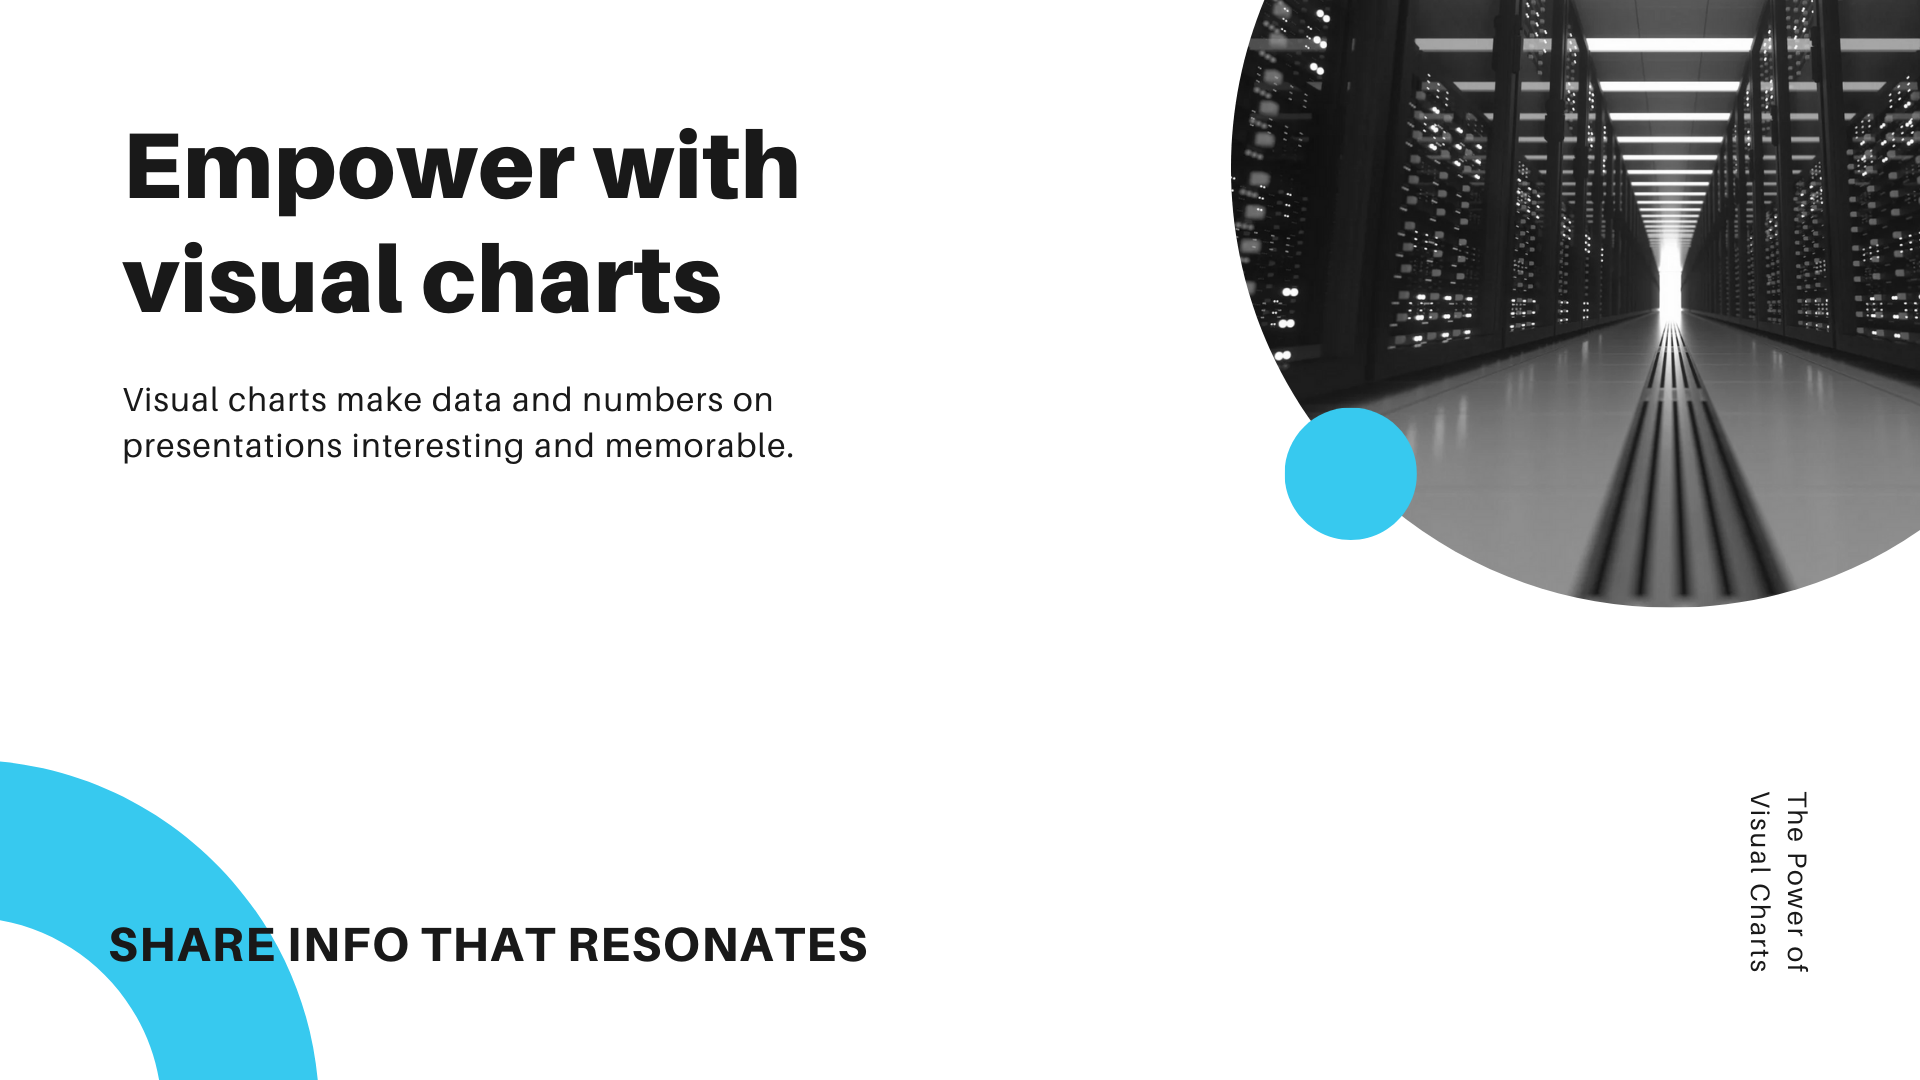 Empower with
visual charts
Visual charts make data and numbers on
presentations interesting and memorable.
SHARE INFO THAT RESONATES
The Power of
Visual Charts